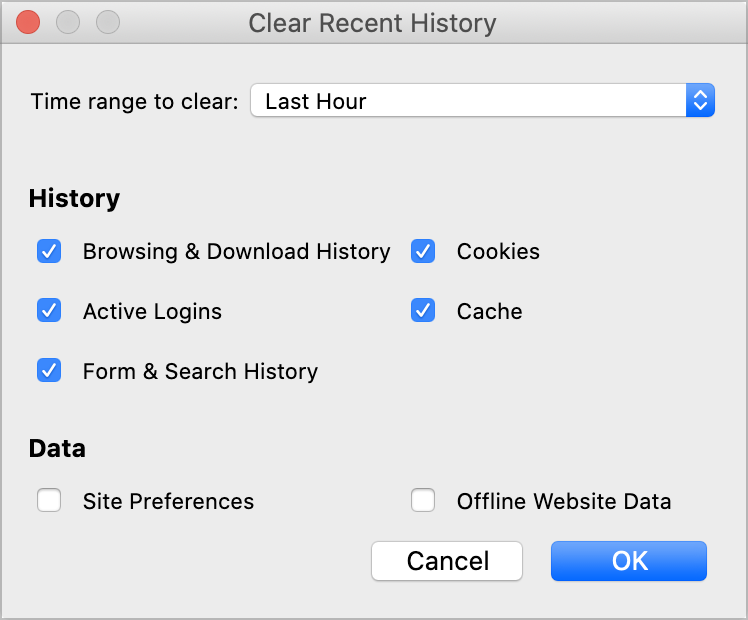 Clear Recent History
Time range to clear: Last Hour
History
Browsing & Download History Cookies
Active Logins Cache
Form & Search History
Data
Site Preferences Offline Website Data
Cancel OK